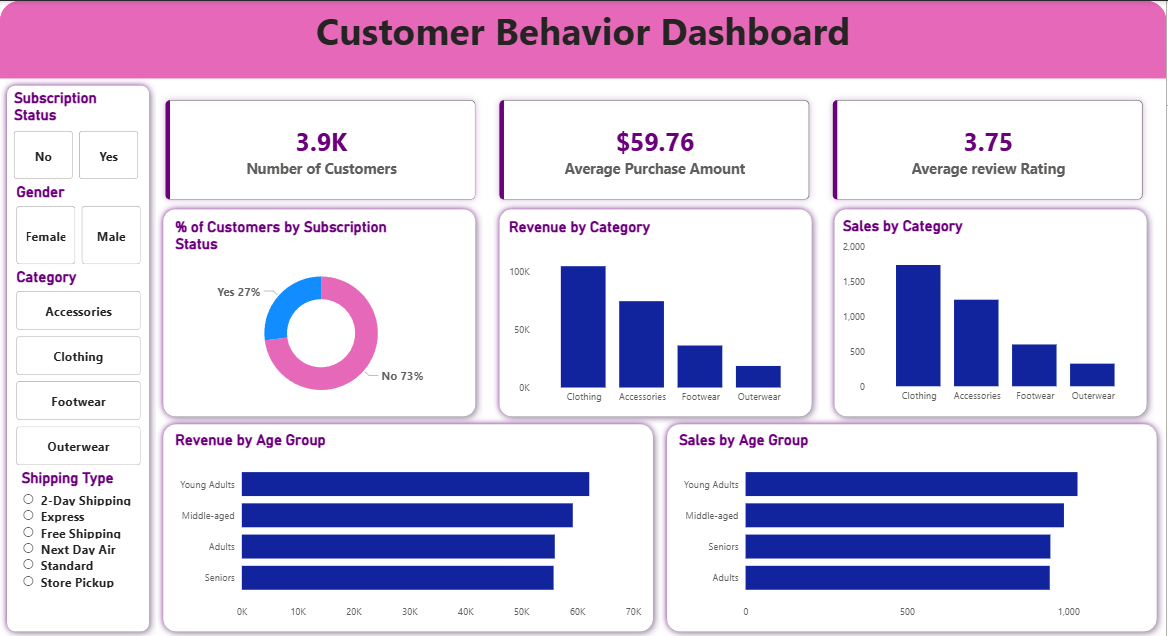 Customer Behavior Dashboard
Subscription
Status
No Yes
Gender
Female Male
Category
Accessories
Clothing
Footwear
Outerwear
Shipping Type
2-Day Shipping
Express
Free Shipping
Next Day Air
Standard
Store Pickup
3.9K
Number of Customers
$59.76
Average Purchase Amount
3.75
Average review Rating
% of Customers by Subscription
Status
Yes 27%
No 73%
Revenue by Category
100K
50K
0K
Clothing Accessories Footwear Outerwear
Sales by Category
2,000
1,500
1,000
500
0
Clothing Accessories Footwear Outerwear
Revenue by Age Group
Young Adults
Middle-aged
Adults
Seniors
0K 10K 20K 30K 40K 50K 60K 70K
Sales by Age Group
Young Adults
Middle-aged
Seniors
Adults
0 500 1,000